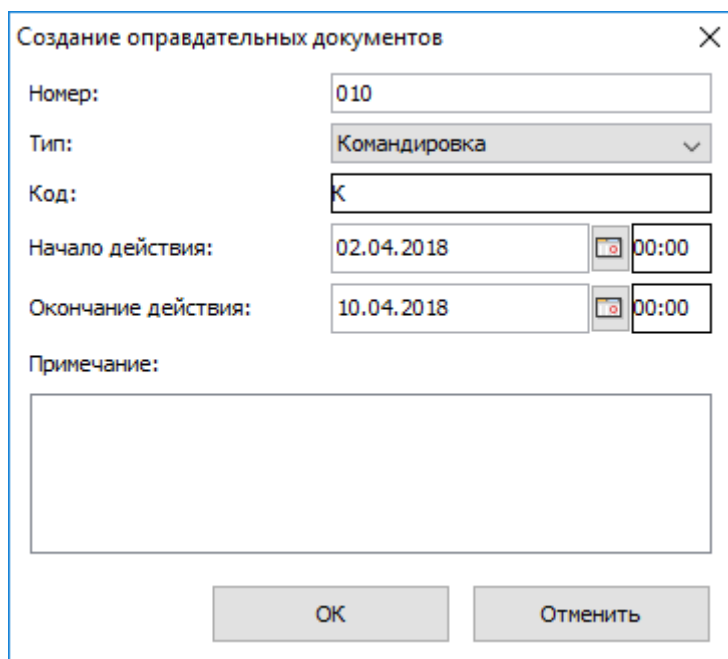 Создание оправдательных документов
Номер: 010
Тип: Командировка
Код: К
Начало действия: 02.04.2018 00:00
Окончание действия: 10.04.2018 00:00
Примечание:
ОК Отменить